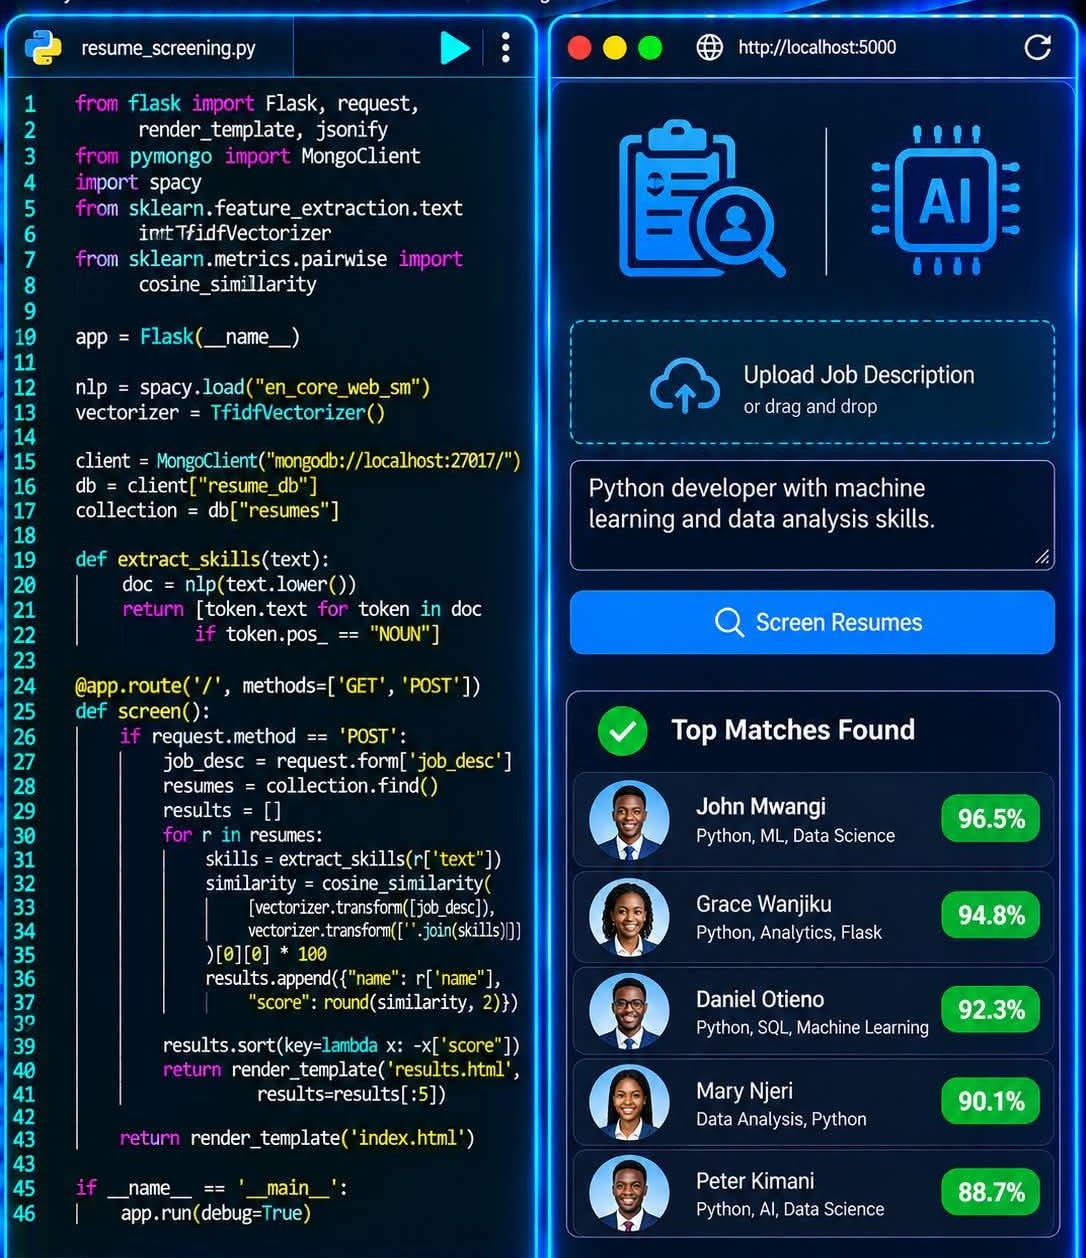 resume_screening.py
1 from flask import Flask, request,
2 render_template, jsonify
3 from pymongo import MongoClient
4 import spacy
5 from sklearn.feature_extraction.text
6 TfidfVectorizer
7 from sklearn.metrics.pairwise import
8 cosine_simillarity
9
10 app = Flask(__name__)
11
12 nlp = spacy.load("en_core_web_sm")
13 vectorizer = TfidfVectorizer()
14
15 client = MongoClient("mongodb://localhost:27017/")
16 db = client["resume_db"]
17 collection = db["resumes"]
18
19 def extract_skills(text):
20 doc = nlp(text.lower())
21 return [token.text for token in doc
22 if token.pos_ == "NOUN"]
23
24 @app.route('/', methods=['GET', 'POST'])
25 def screen():
26 if request.method == 'POST':
27 job_desc = request.form['job_desc']
28 resumes = collection.find()
29 results = []
30 for r in resumes:
31 skills = extract_skills(r['text"])
32 similarity = cosine_similarity(
33 [vectorizer.transform([job_desc]),
34 vectorizer.transform([''.join(skills)]]
35 )[0][0] * 100
36 results.append({"name": r['name"],
37 "score": round(similarity, 2)})
39
39 results.sort(key=lambda x: -x['score"])
40 return render_template('results.html',
41 results=results[:5])
42
43 return render_template('index.html')
43
45 if __name__ == '__main__':
46 app.run(debug=True)
http://localhost:5000
AI
Upload Job Description
or drag and drop
Python developer with machine
learning and data analysis skills.
Screen Resumes
Top Matches Found
John Mwangi
Python, ML, Data Science
96.5%
Grace Wanjiku
Python, Analytics, Flask
94.8%
Daniel Otieno
Python, SQL, Machine Learning
92.3%
Mary Njeri
Data Analysis, Python
90.1%
Peter Kimani
Python, AI, Data Science
88.7%